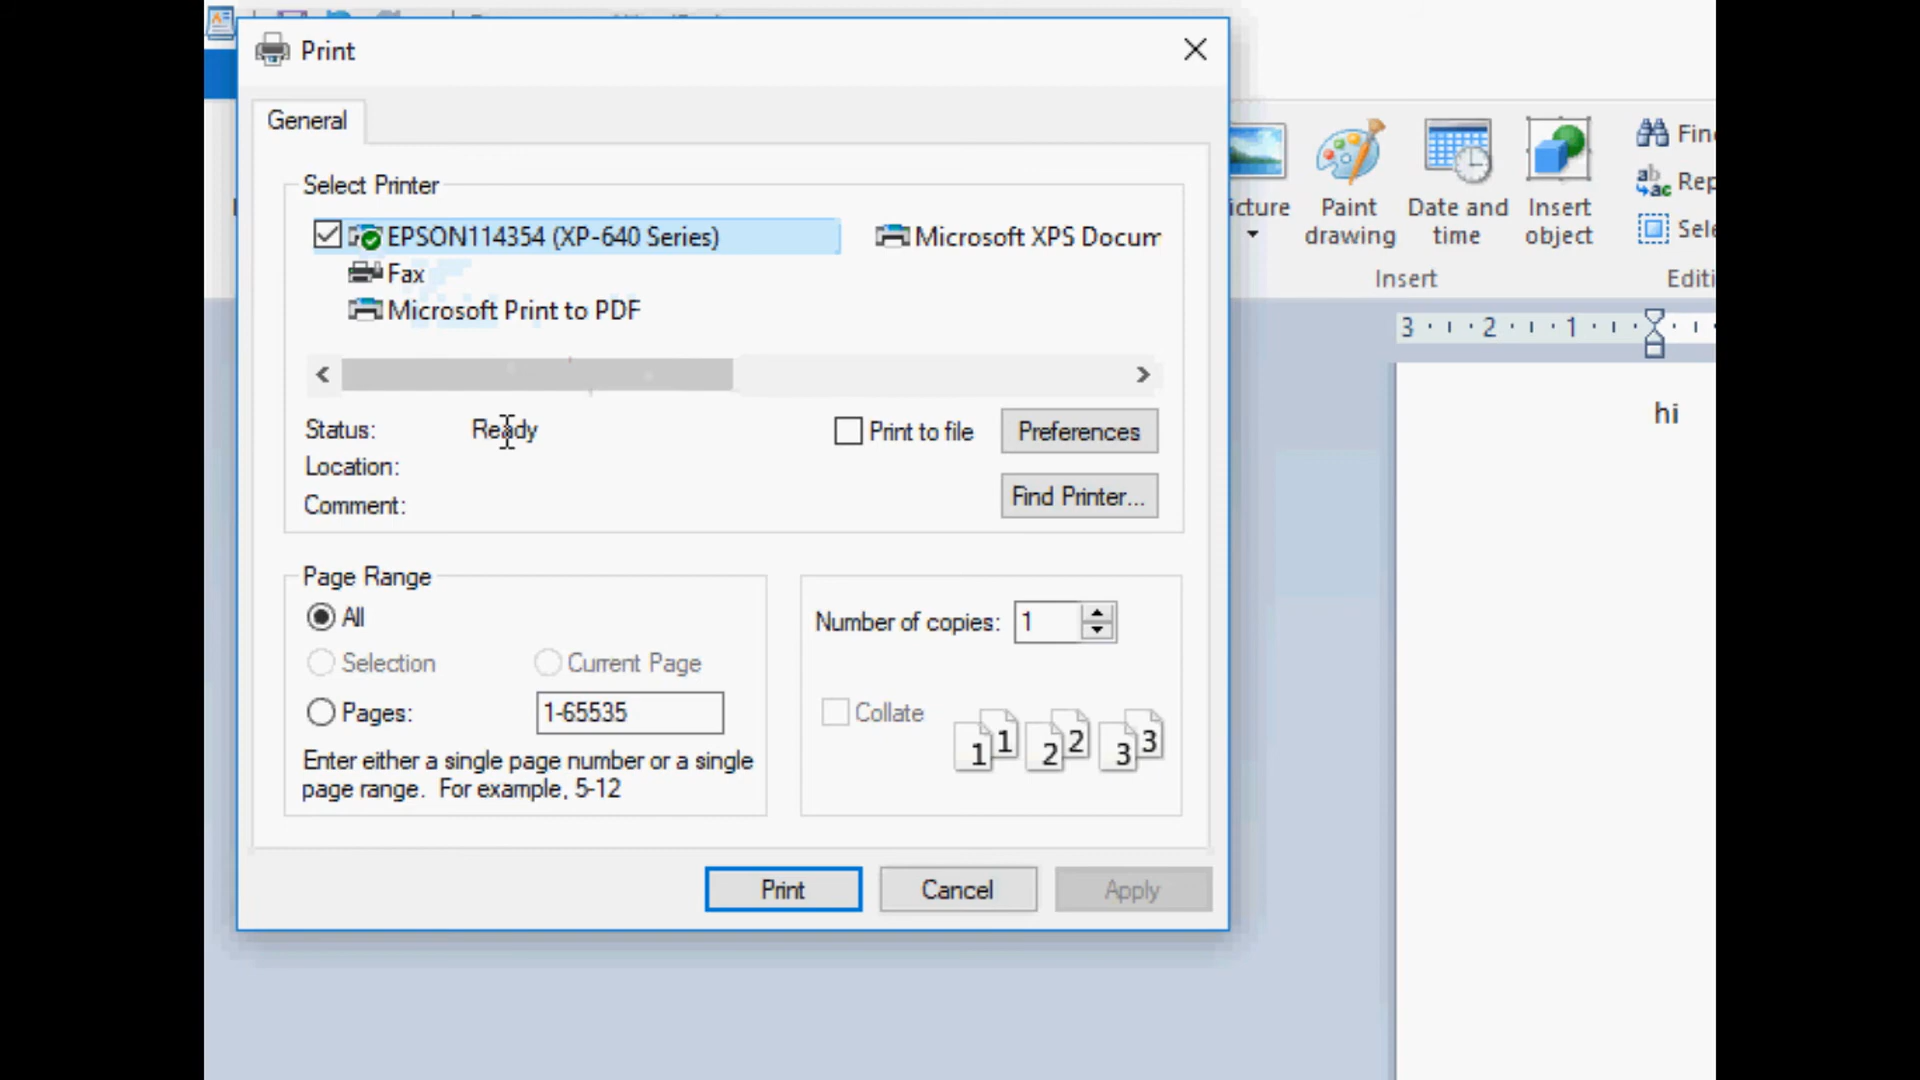 Print
General
Select Printer
EPSON114354 (XP-640 Series)
Microsoft XPS Docum
Fax
Microsoft Print to PDF
Status: Ready
Print to file
Preferences
Location:
Comment:
Find Printer...
Page Range
All
Selection
Current Page
Pages: 1-65535
Enter either a single page number or a single
page range. For example, 5-12
Number of copies: 1
Collate
1 1 2 2 3 3
Print
Cancel
Apply
icture
Paint
drawing
Date and
time
Insert
object
Insert
Fin
Rep
Sele
Editi
3 2 1
hi